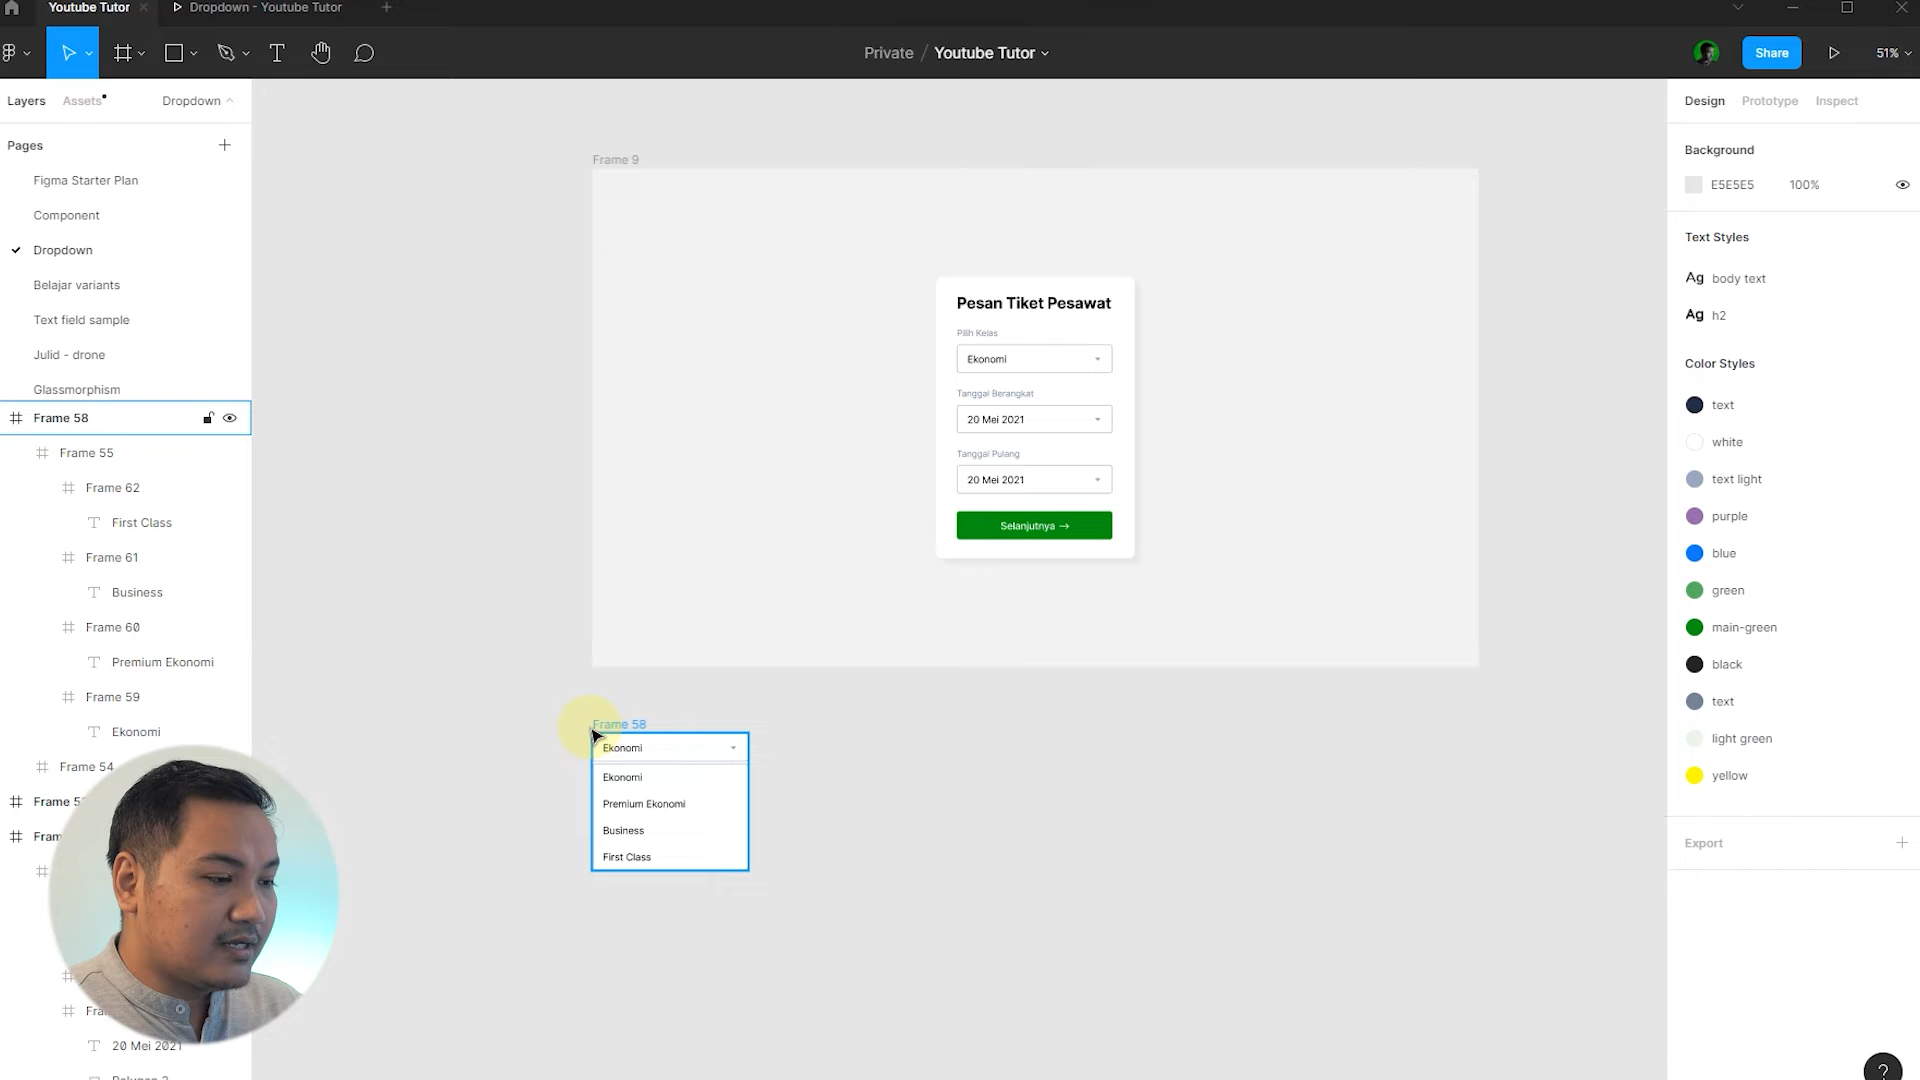 Youtube Tutor
Dropdown - Youtube Tutor
Private / Youtube Tutor
Share
51%
Layers
Assets
Dropdown
Pages
Figma Starter Plan
Component
Dropdown
Belajar variants
Text field sample
Julid - drone
Glassmorphism
Frame 58
Frame 55
Frame 62
First Class
Frame 61
Business
Frame 60
Premium Ekonomi
Frame 59
Ekonomi
Frame 54
20 Mei 2021
Frame 9
Pesan Tiket Pesawat
Pilih Kelas
Ekonomi
Tanggal Berangkat
20 Mei 2021
Tanggal Pulang
20 Mei 2021
Selanjutnya →
Frame 58
Ekonomi
Ekonomi
Premium Ekonomi
Business
First Class
Design
Prototype
Inspect
Background
E5E5E5
100%
Text Styles
Ag body text
Ag h2
Color Styles
text
white
text light
purple
blue
green
main-green
black
text
light green
yellow
Export
?